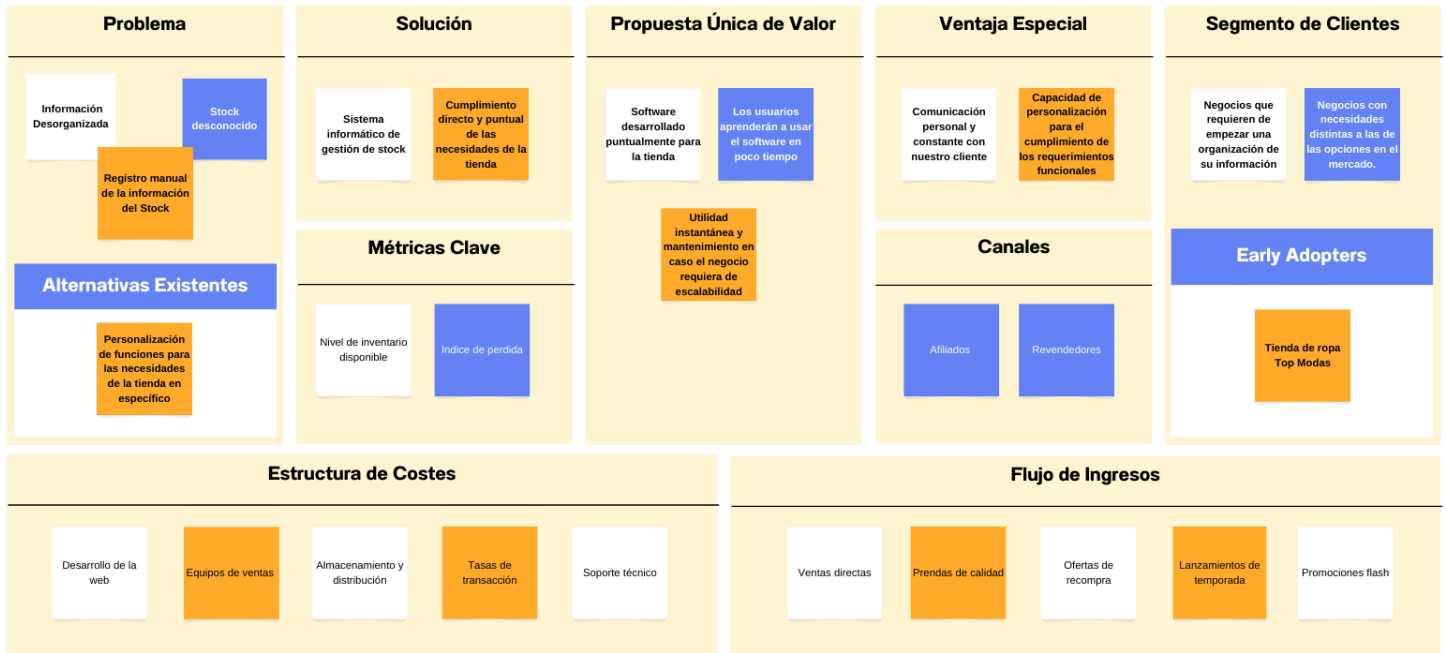 Problema
Información
Desorganizada
Stock
desconocido
Registro manual
de la información
del Stock
Alternativas Existentes
Personalización
de funciones para
las necesidades
de la tienda en
específico
Solución
Sistema
informático de
gestión de stock
Cumplimiento
directo y puntual
de las
necesidades de la
tienda
Métricas Clave
Nivel de inventario
disponible
Indice de perdida
Propuesta Única de Valor
Software
desarrollado
puntualmente para
la tienda
Los usuarios
aprenderán a usar
el software en
poco tiempo
Utilidad
instantánea y
mantenimiento en
caso el negocio
requiera de
escalabilidad
Ventaja Especial
Comunicación
personal y
constante con
nuestro cliente
Capacidad de
personalización
para el
cumplimiento de
los requerimientos
funcionales
Canales
Afiliados
Revendedores
Segmento de Clientes
Negocios que
requieren de
empezar una
organización de
su información
Negocios con
necesidades
distintas a las de
las opciones en el
mercado.
Early Adopters
Tienda de ropa
Top Modas
Estructura de Costes
Desarrollo de la
web
Equipos de ventas
Almacenamiento y
distribución
Tasas de
transacción
Soporte técnico
Flujo de Ingresos
Ventas directas
Prendas de calidad
Ofertas de
recompra
Lanzamientos de
temporada
Promociones flash